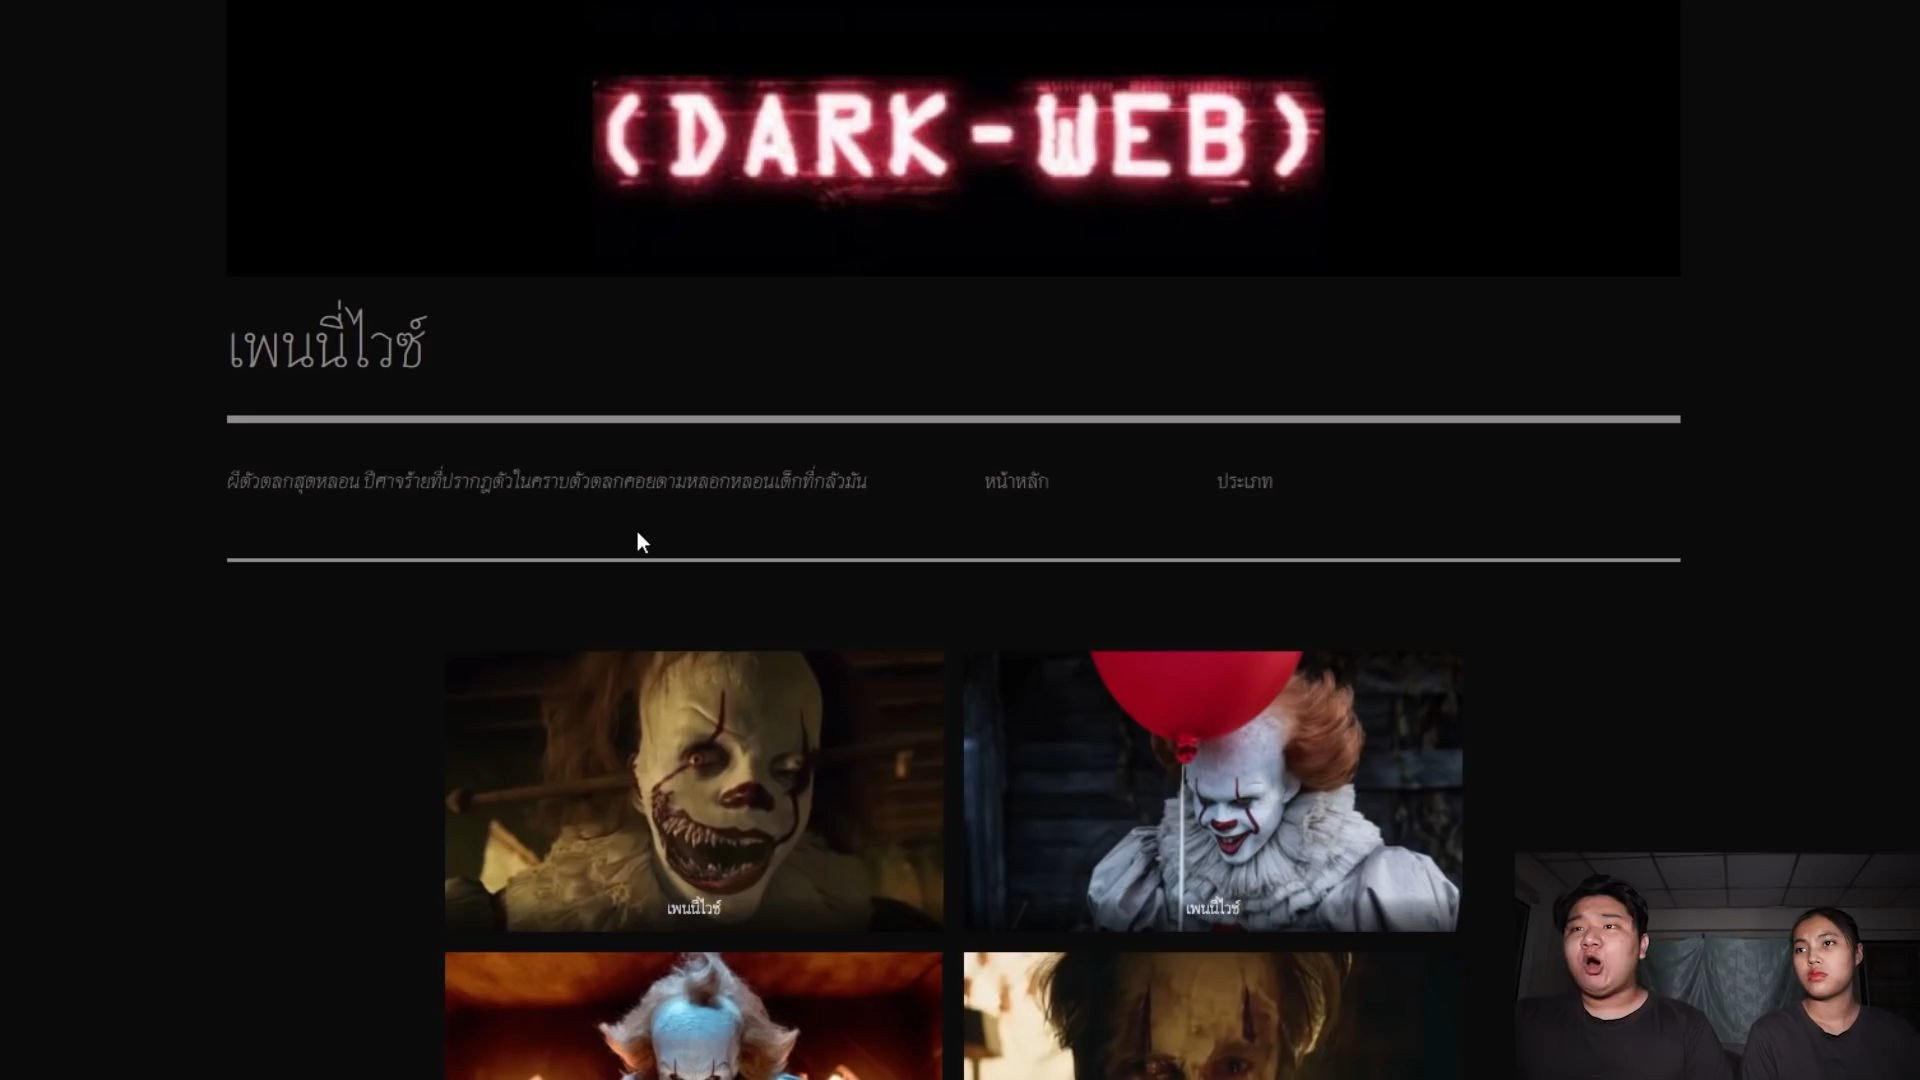 (DARK-WEB)
เพนนี่ไวซ์
ผีตัวตลกสุดหลอน ปีศาจร้ายที่ปรากฎตัวในคราบตัวตลกคอยตามหลอกหลอนเด็กที่กลัวมัน
หน้าหลัก
ประเภท
เพนนี่ไวซ์
เพนนี่ไวซ์